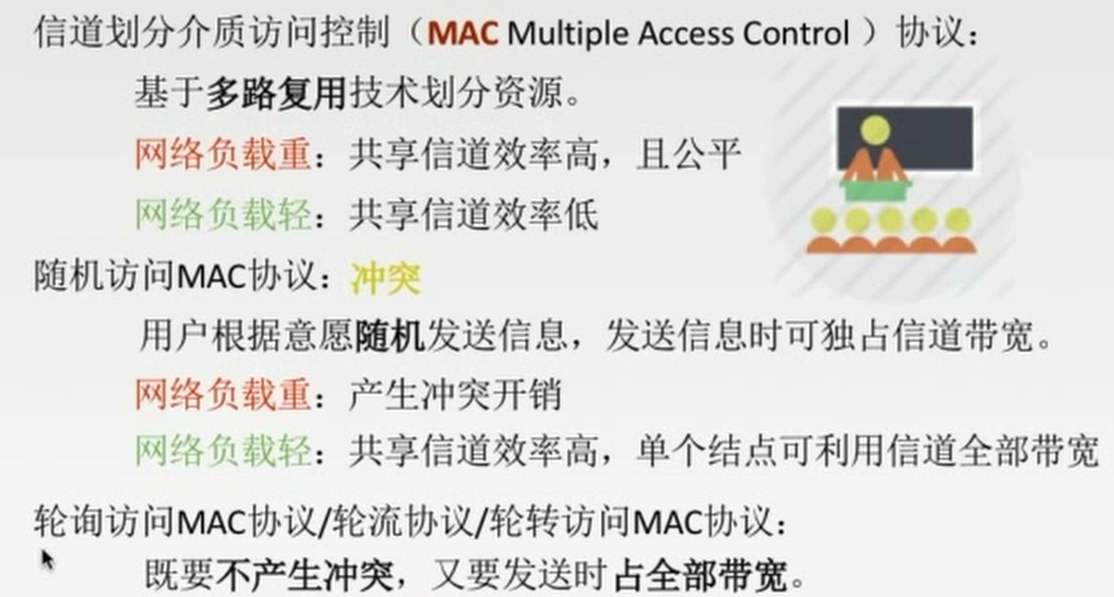 信道划分介质访问控制（MAC Multiple Access Control ）协议：
基于多路复用技术划分资源。
网络负载重：共享信道效率高，且公平
网络负载轻：共享信道效率低
随机访问MAC协议：冲突
用户根据意愿随机发送信息，发送信息时可独占信道带宽。
网络负载重：产生冲突开销
网络负载轻：共享信道效率高，单个结点可利用信道全部带宽
轮询访问MAC协议/轮流协议/轮转访问MAC协议：
既要不产生冲突，又要发送时占全部带宽。